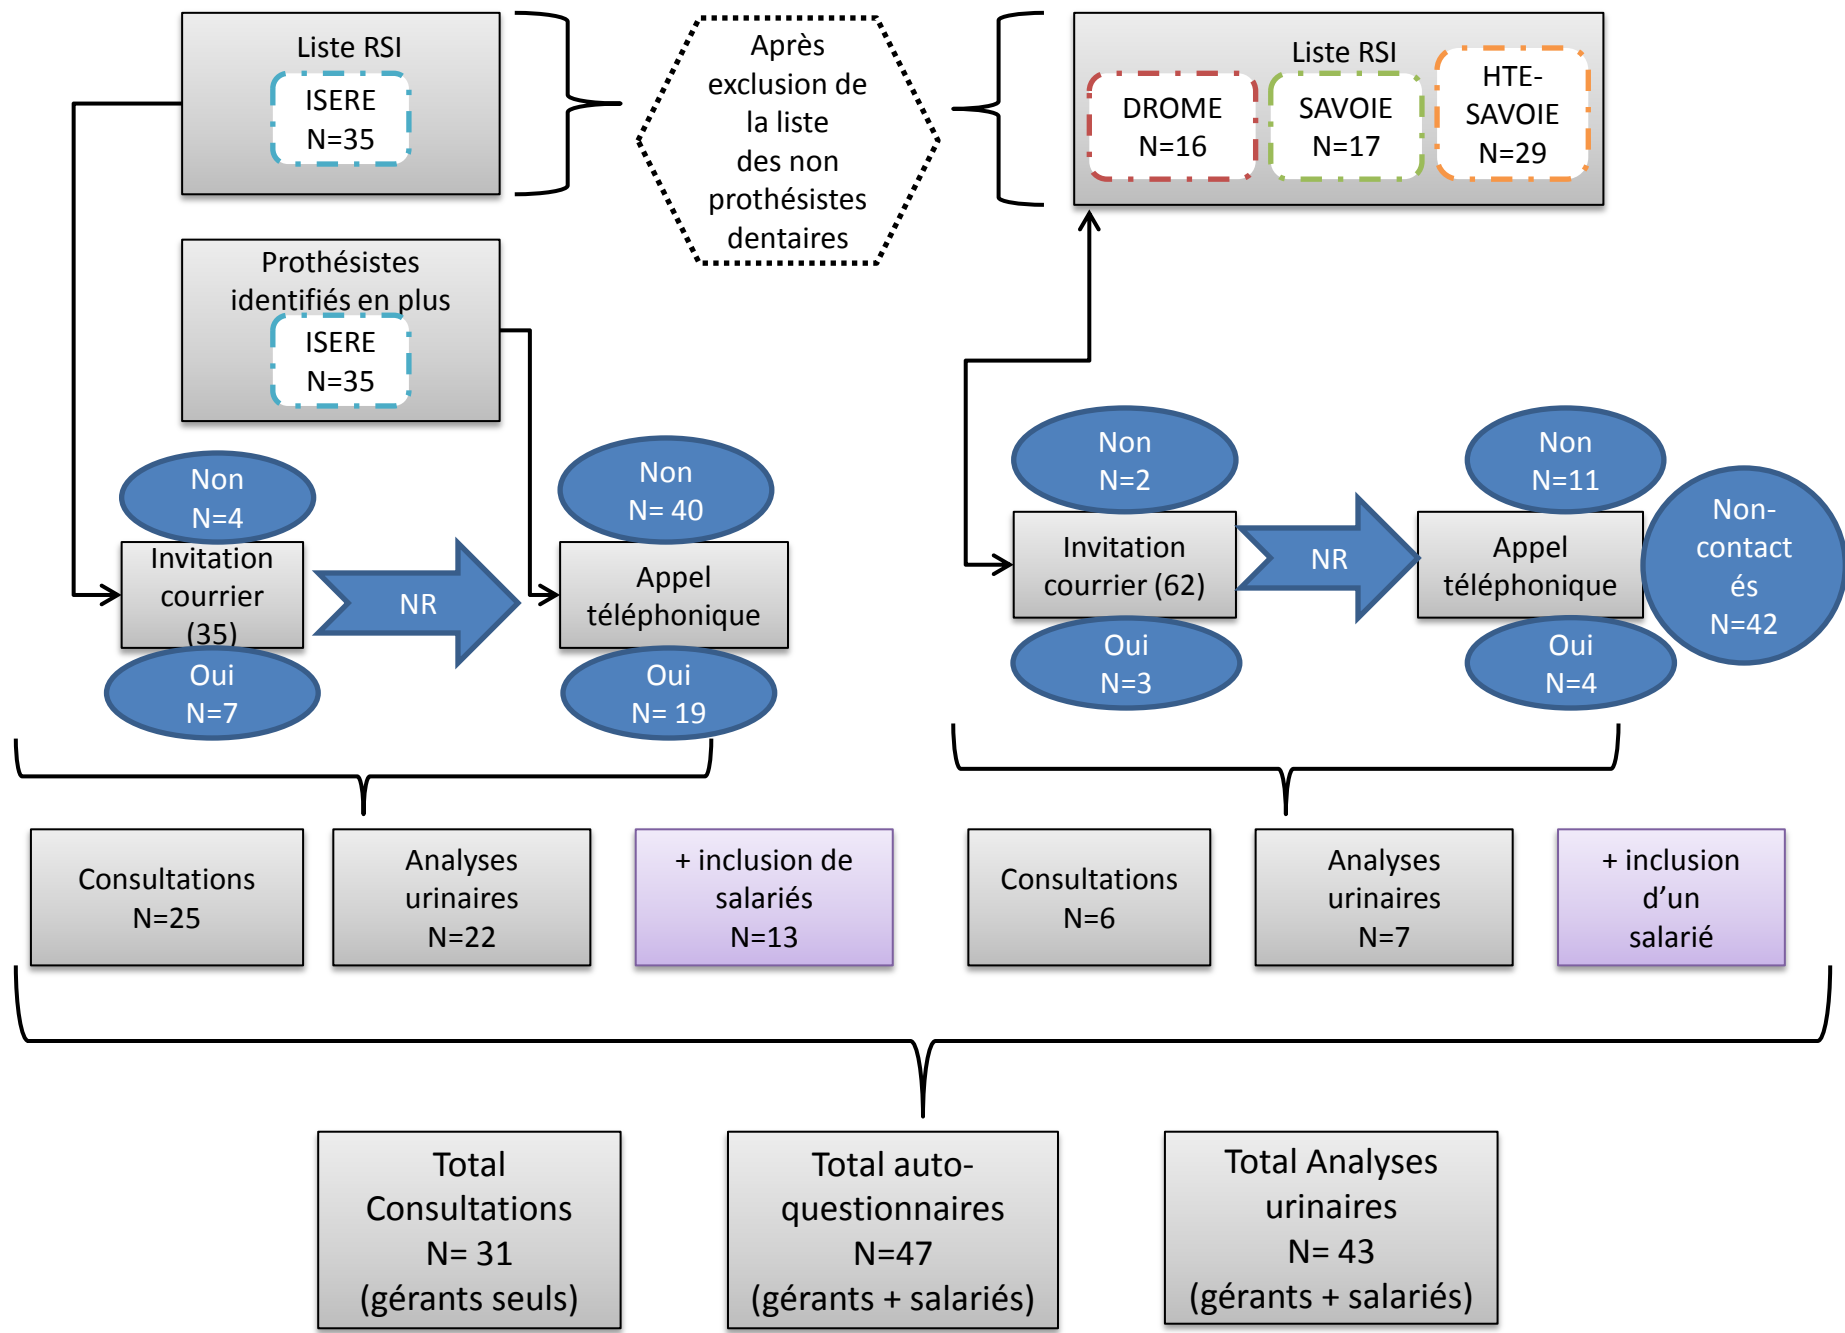 Liste RSI
ISERE
N=35
Après
exclusion de
la liste
des non
prothésistes
dentaires
Liste RSI
DROME
N=16
SAVOIE
N=17
HTE-
SAVOIE
N=29
Prothésistes
identifiés en plus
ISERE
N=35
Non
N=4
Invitation
courrier
(35)
Oui
N=7
NR
Non
N= 40
Appel
téléphonique
Oui
N= 19
Non
N=2
Invitation
courrier (62)
Oui
N=3
NR
Non
N=11
Appel
téléphonique
Oui
N=4
Non-
contact
és
N=42
Consultations
N=25
Analyses
urinaires
N=22
+ inclusion de
salariés
N=13
Consultations
N=6
Analyses
urinaires
N=7
+ inclusion
d’un
salarié
Total
Consultations
N= 31
(gérants seuls)
Total auto-
questionnaires
N=47
(gérants + salariés)
Total Analyses
urinaires
N= 43
(gérants + salariés)